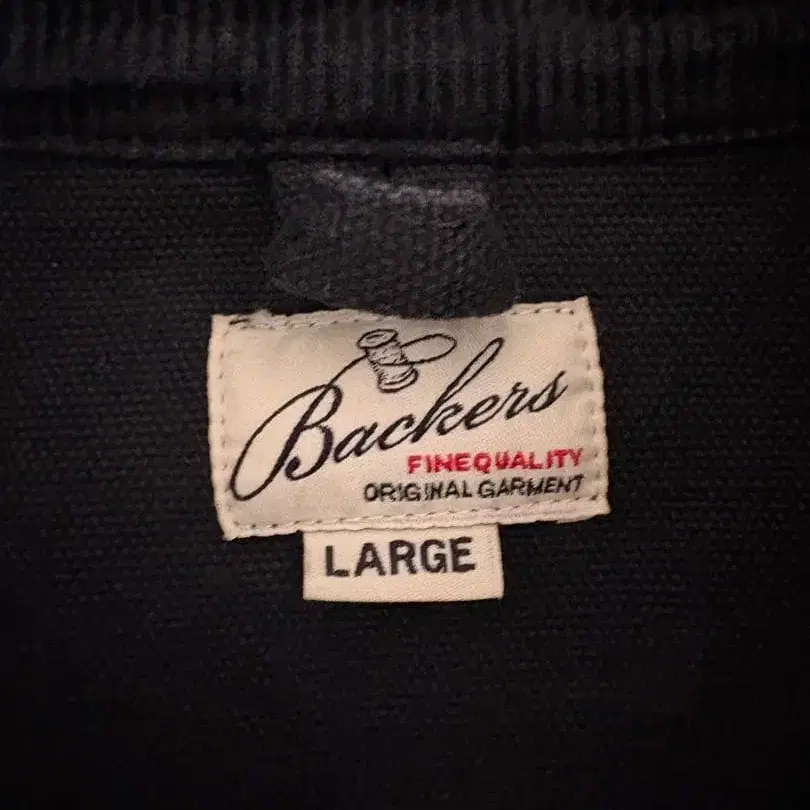 Backers
FINEQUALITY
ORIGINAL GARMENT
LARGE